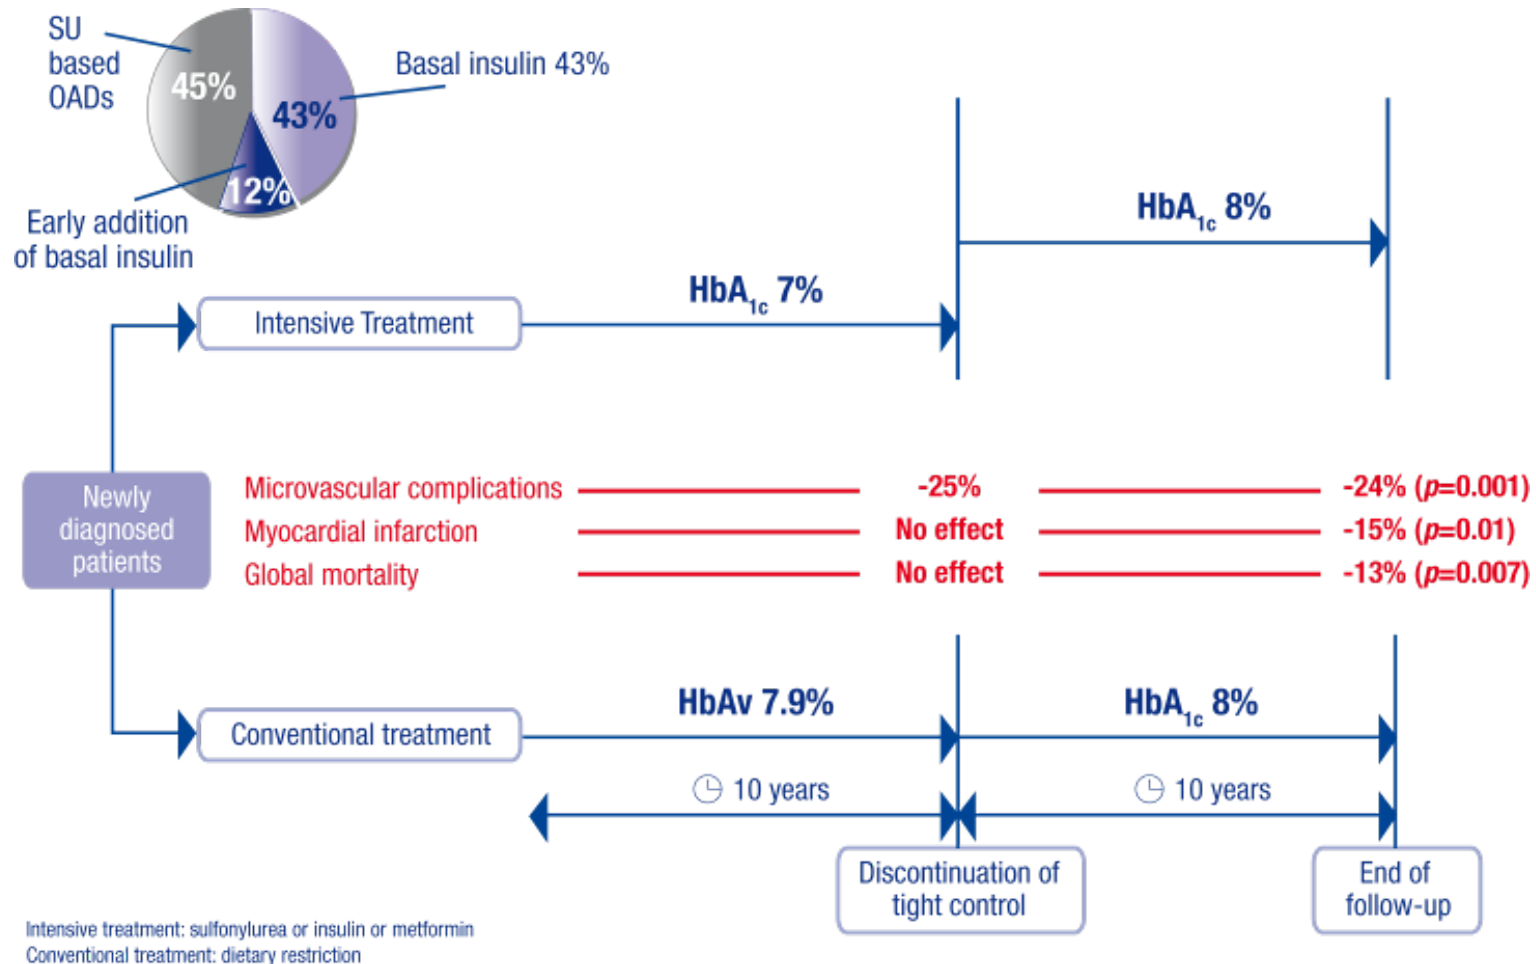 SU
based
OADs
45%
Basal insulin 43%
43%
12%
Early addition
of basal insulin
HbA1c 8%
HbA1c 7%
Intensive Treatment
Newly
diagnosed
patients
Microvascular complications -25% -24% (p=0.001)
Myocardial infarction No effect -15% (p=0.01)
Global mortality No effect -13% (p=0.007)
HbAv 7.9%
HbA1c 8%
Conventional treatment
10 years
10 years
Discontinuation of
tight control
End of
follow-up
Intensive treatment: sulfonylurea or insulin or metformin
Conventional treatment: dietary restriction